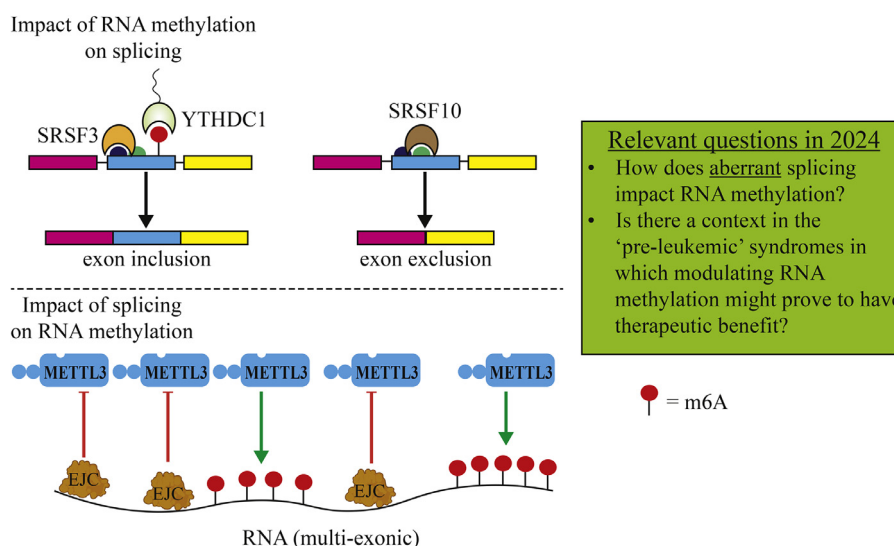 Impact of RNA methylation
on splicing
SRSF3
YTHDC1
SRSF10
exon inclusion
exon exclusion
Impact of splicing
on RNA methylation
METTL3
METTL3
METTL3
METTL3
METTL3
EJC
EJC
EJC
RNA (multi-exonic)
Relevant questions in 2024
• How does aberrant splicing
impact RNA methylation?
• Is there a context in the
‘pre-leukemic’ syndromes in
which modulating RNA
methylation might prove to have
therapeutic benefit?
= m6A